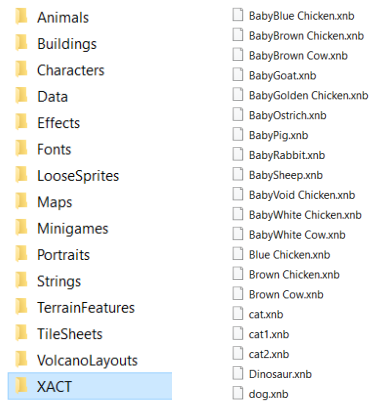 Animals
Buildings
Characters
Data
Effects
Fonts
LooseSprites
Maps
Minigames
Portraits
Strings
TerrainFeatures
TileSheets
VolcanoLayouts
XACT
BabyBlue Chicken.xnb
BabyBrown Chicken.xnb
BabyBrown Cow.xnb
BabyGoat.xnb
BabyGolden Chicken.xnb
BabyOstrich.xnb
BabyPig.xnb
BabyRabbit.xnb
BabySheep.xnb
BabyVoid Chicken.xnb
BabyWhite Chicken.xnb
BabyWhite Cow.xnb
Blue Chicken.xnb
Brown Chicken.xnb
Brown Cow.xnb
cat.xnb
cat1.xnb
cat2.xnb
Dinosaur.xnb
dog.xnb